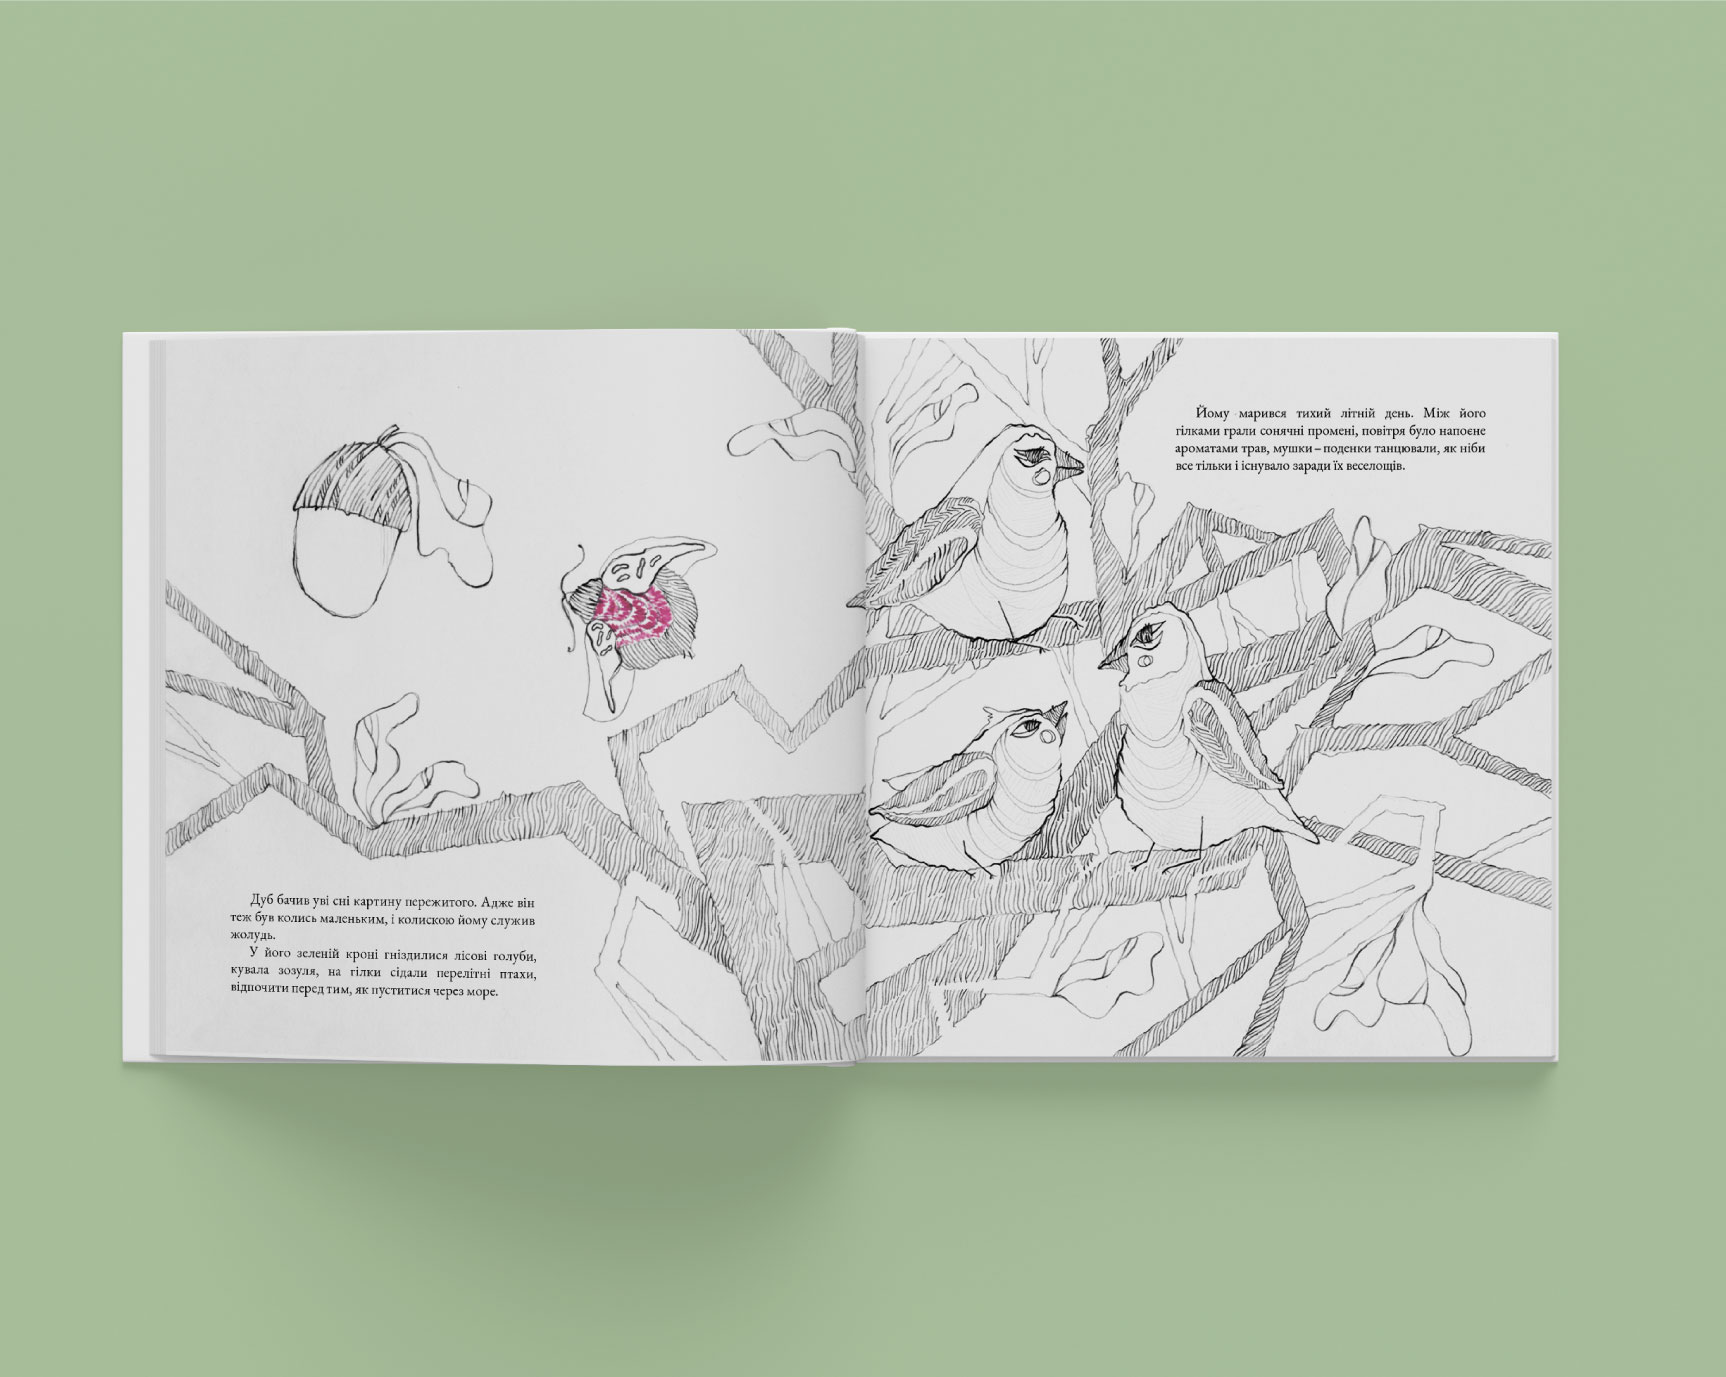 Дуб бачив уві сні картину пережитого. Адже він
теж був колись маленьким, і колискою йому служив
жолудь.
У його зеленій кроні гніздилися лісові голуби,
кувала зозуля, на гілки сідали перелітні птахи,
відпочити перед тим, як пуститися через море.
Йому марився тихий літній день. Між його
гілками грали сонячні промені, повітря було напоєне
ароматами трав, мушки – поденки танцювали, як ніби
все тільки і існувало заради їх веселощів.